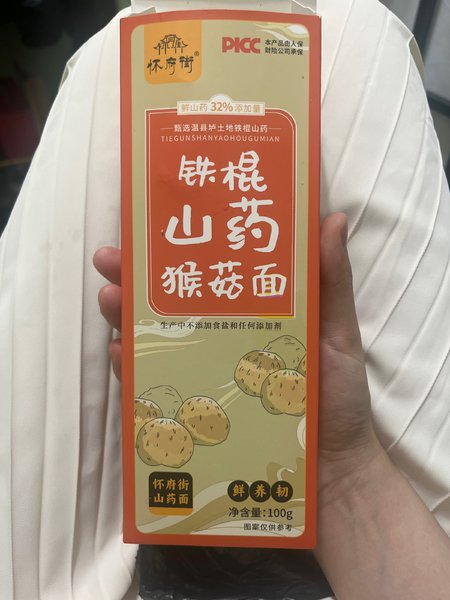 怀府街®
PICC 本产品由人保
财险公司承保
鲜山药32%添加量
甄选温县垆土地铁棍山药
TIEGUNSHANYAOHOUGUMIAN
铁棍
山药
猴菇面
生产中不添加食盐和任何添加剂
怀府街
山药面
鲜 养 韧
净含量:100g
图案仅供参考